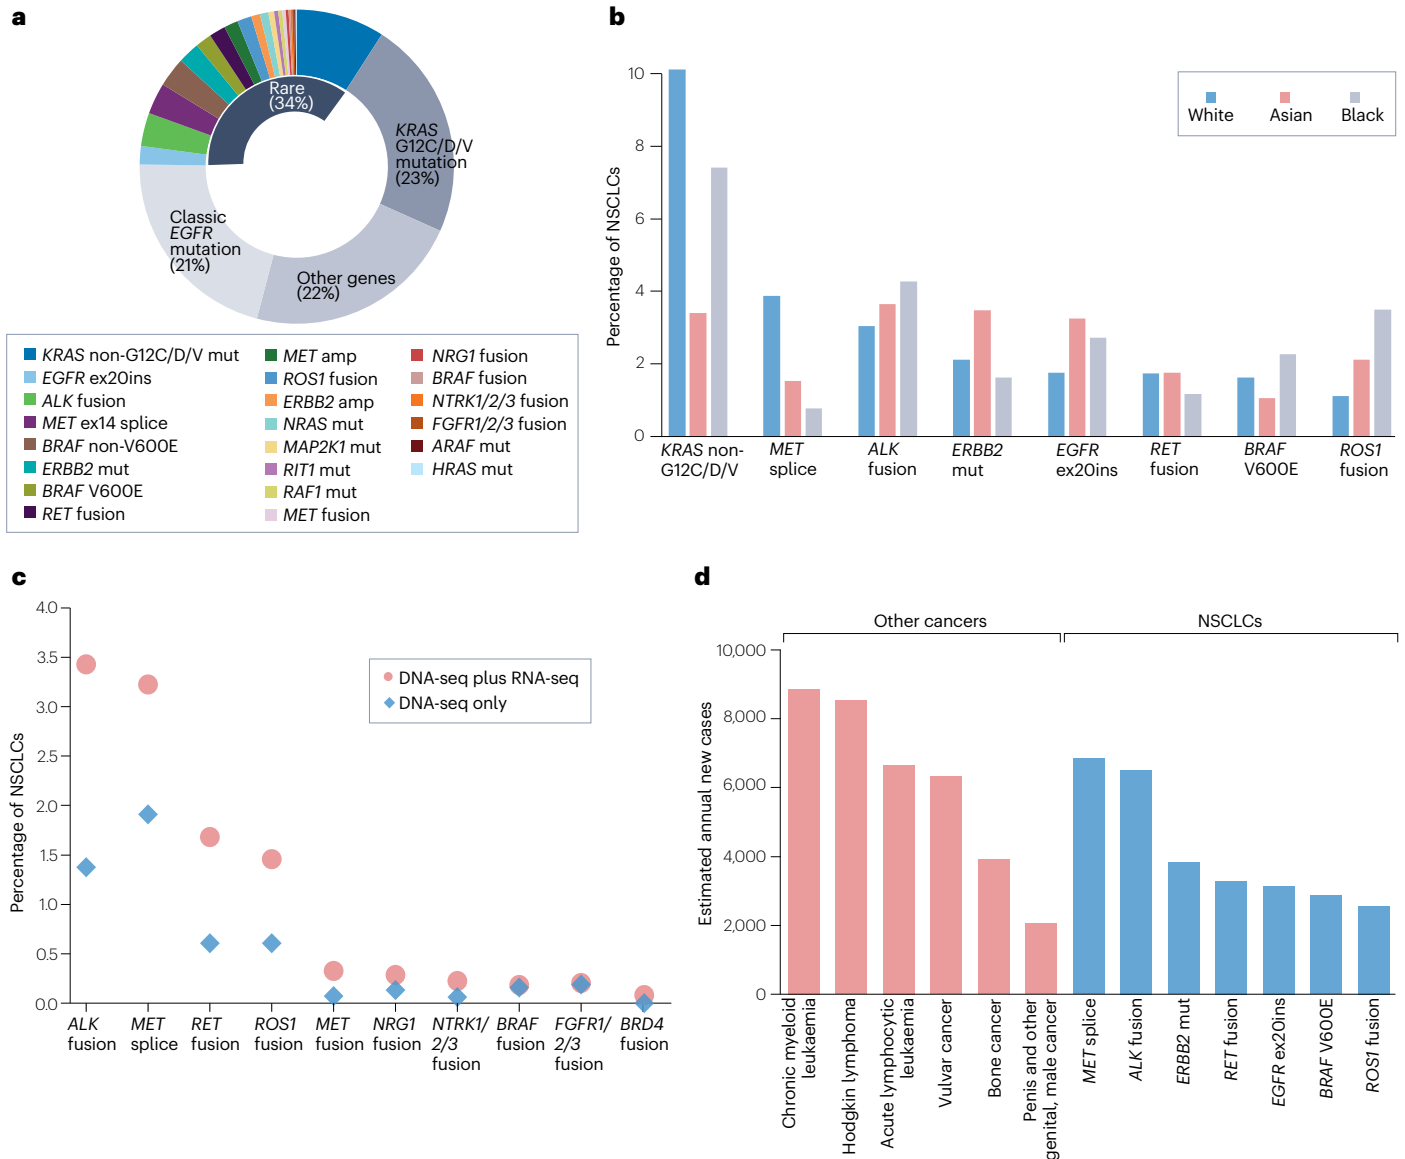 a
Rare
(34%)
KRAS
G12C/D/V
mutation
(23%)
Classic
EGFR
mutation
(21%)
Other genes
(22%)
KRAS non-G12C/D/V mut
EGFR ex20ins
ALK fusion
MET ex14 splice
BRAF non-V600E
ERBB2 mut
BRAF V600E
RET fusion
MET amp
ROS1 fusion
ERBB2 amp
NRAS mut
MAP2K1 mut
RIT1 mut
RAF1 mut
MET fusion
NRG1 fusion
BRAF fusion
NTRK1/2/3 fusion
FGFR1/2/3 fusion
ARAF mut
HRAS mut
b
Percentage of NSCLCs
10
8
6
4
2
0
White
Asian
Black
KRAS non-
G12C/D/V
MET
splice
ALK
fusion
ERBB2
mut
EGFR
ex20ins
RET
fusion
BRAF
V600E
ROS1
fusion
c
Percentage of NSCLCs
4.0
3.5
3.0
2.5
2.0
1.5
1.0
0.5
0.0
DNA-seq plus RNA-seq
DNA-seq only
ALK
fusion
MET
splice
RET
fusion
ROS1
fusion
MET
fusion
NRG1
fusion
NTRK1/
2/3
fusion
BRAF
fusion
FGFR1/
2/3
fusion
BRD4
fusion
d
Other cancers
NSCLCs
Estimated annual new cases
10,000
8,000
6,000
4,000
2,000
0
Chronic myeloid
leukaemia
Hodgkin lymphoma
Acute lymphocytic
leukaemia
Vulvar cancer
Bone cancer
Penis and other
genital, male cancer
MET splice
ALK fusion
ERBB2 mut
RET fusion
EGFR ex20ins
BRAF V600E
ROS1 fusion